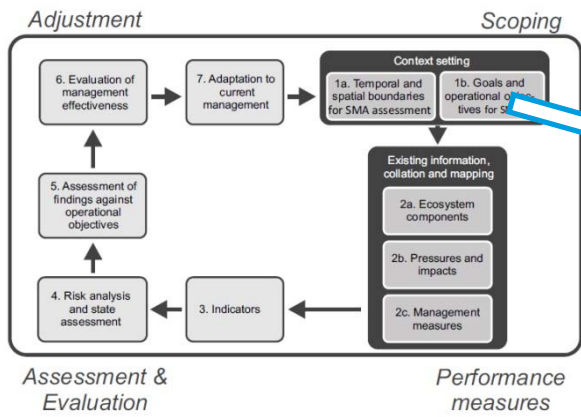 Adjustment
Scoping
6. Evaluation of
management
effectiveness
7. Adaptation to
current
management
Context setting
1a. Temporal and
spatial boundaries
for SMA assessment
1b. Goals and
operational
tives for
Existing information,
collation and mapping
2a. Ecosystem
components
2b. Pressures and
impacts
2c. Management
measures
5. Assessment of
findings against
operational
objectives
4. Risk analysis
and state
assessment
3. Indicators
Assessment &
Evaluation
Performance
measures